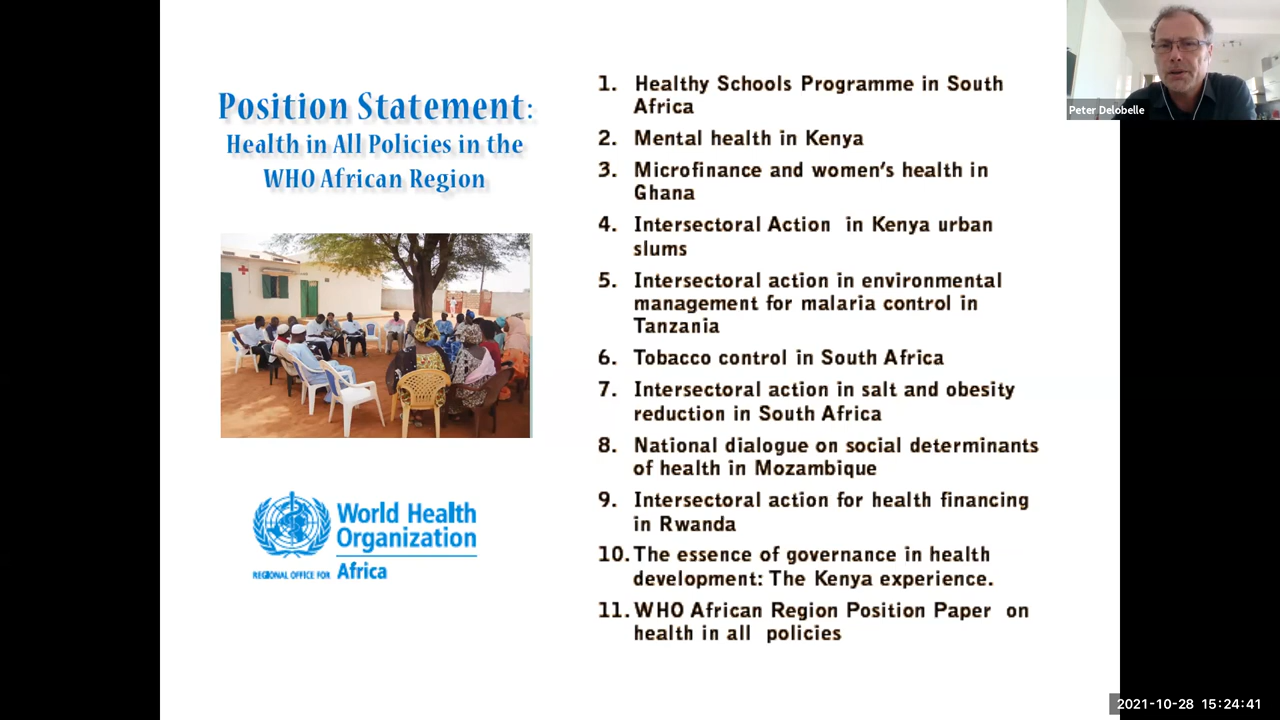 Position Statement:
Health in All Policies in the
WHO African Region
World Health
Organization
REGIONAL OFFICE FOR Africa
1. Healthy Schools Programme in South
Africa
2. Mental health in Kenya
3. Microfinance and women's health in
Ghana
4. Intersectoral Action in Kenya urban
slums
5. Intersectoral action in environmental
management for malaria control in
Tanzania
6. Tobacco control in South Africa
7. Intersectoral action in salt and obesity
reduction in South Africa
8. National dialogue on social determinants
of health in Mozambique
9. Intersectoral action for health financing
in Rwanda
10. The essence of governance in health
development: The Kenya experience.
11. WHO African Region Position Paper on
health in all policies
Peter Delobelle
2021-10-28 15:24:41